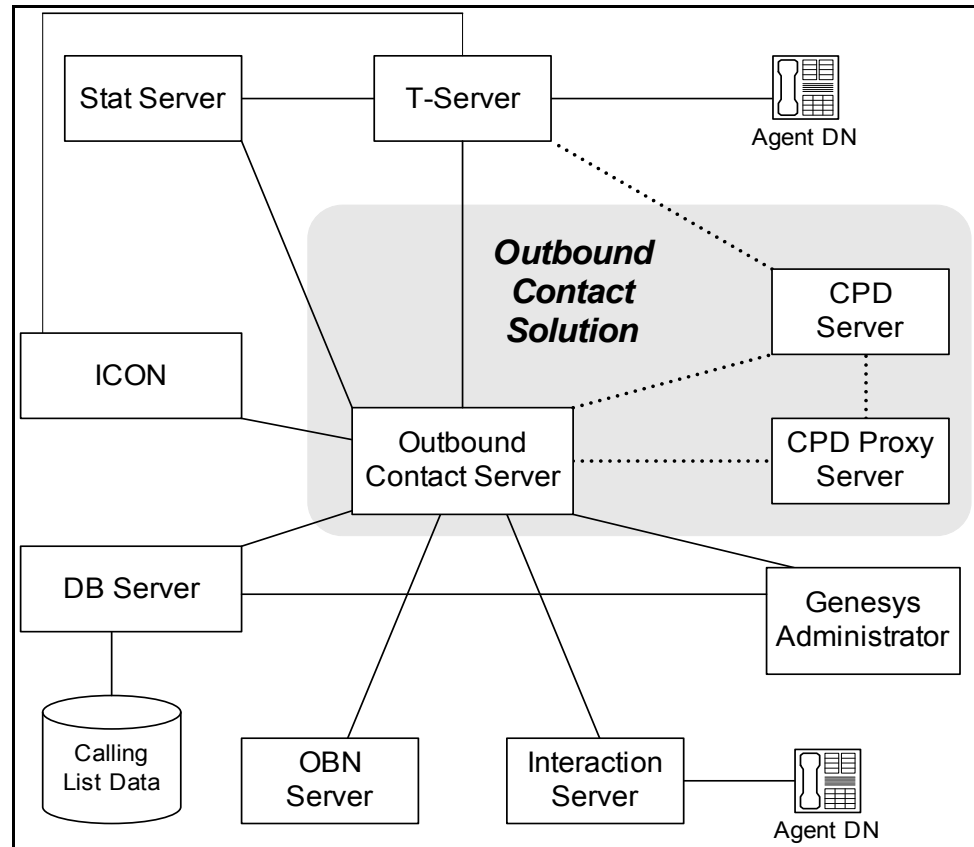 Stat Server
T-Server
Agent DN
Outbound
Contact
Solution
CPD
Server
ICON
Outbound
Contact Server
CPD Proxy
Server
DB Server
Genesys
Administrator
Calling
List Data
OBN
Server
Interaction
Server
Agent DN